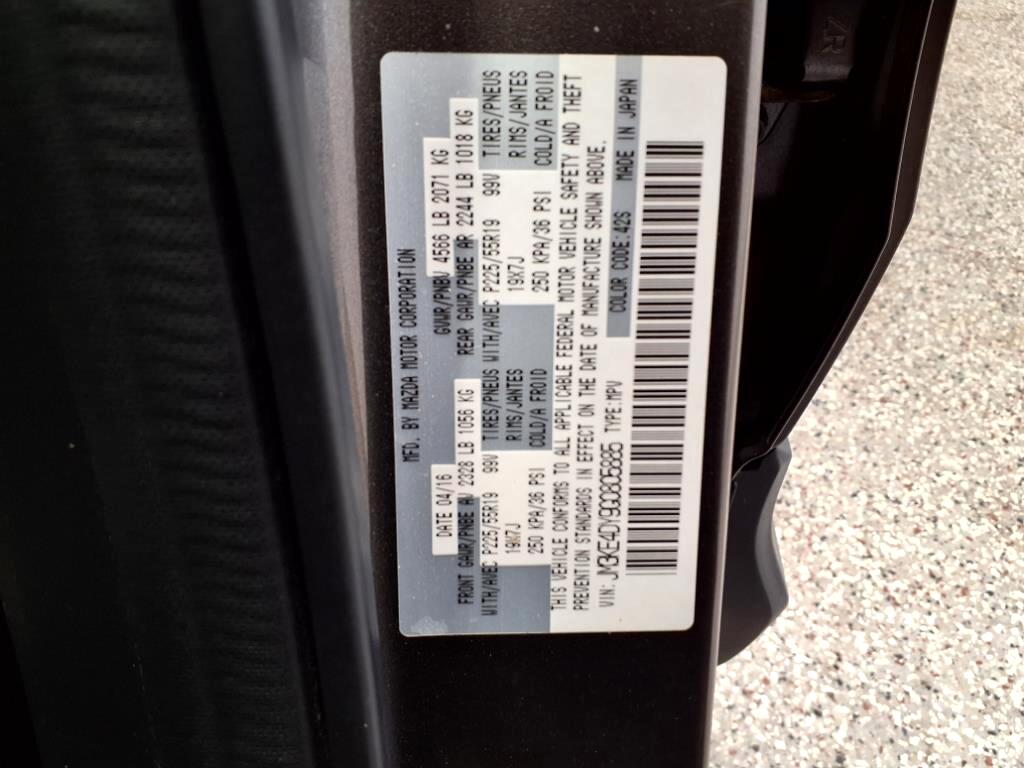 MFD. BY MAZDA MOTOR CORPORATION
DATE 04/16 GVWR/PNBV 4566 LB 2071 KG
FRONT GAWR/PNBE AV 2328 LB 1056 KG REAR GAWR/PNBE AR 2244 LB 1018 KG
WITH/AVEC P225/55R19 99V TIRES/PNEUS WITH/AVEC P225/55R19 99V TIRES/PNEUS
19X7J RIMS/JANTES 19X7J RIMS/JANTES
250 KPA/36 PSI COLD/A FROID 250 KPA/36 PSI COLD/A FROID
THIS VEHICLE CONFORMS TO ALL APPLICABLE FEDERAL MOTOR VEHICLE SAFETY AND THEFT
PREVENTION STANDARDS IN EFFECT ON THE DATE OF MANUFACTURE SHOWN ABOVE.
VIN: JM3KE4DY9G0805885 TYPE:MPV COLOR CODE:42S MADE IN JAPAN